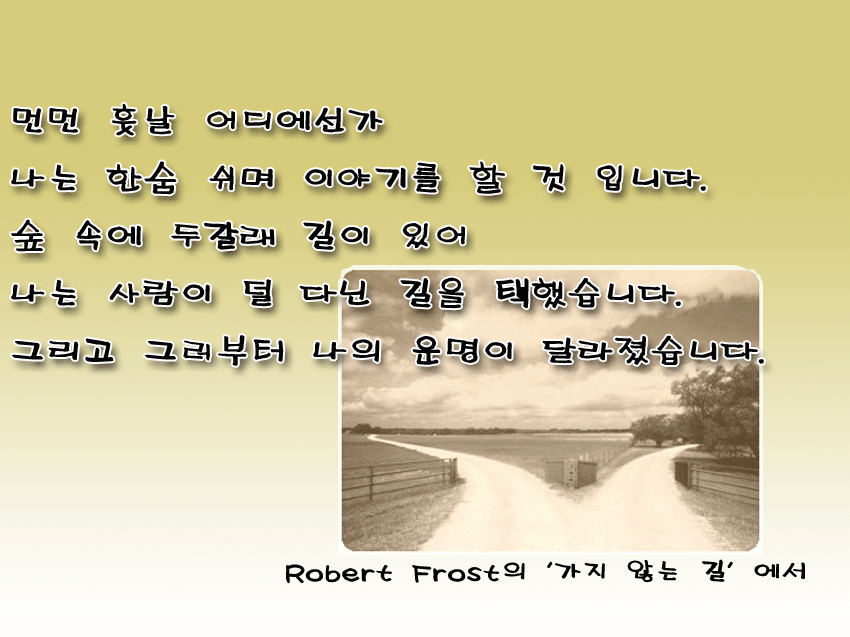 먼먼 훗날 어디에선가
나는 한숨 쉬며 이야기를 할 것 입니다.
숲 속에 두갈래 길이 있어
나는 사람이 덜 다닌 길을 택했습니다.
그리고 그러부터 나의 운명이 달라졌습니다.
Robert Frost의 '가지 않는 길' 에서